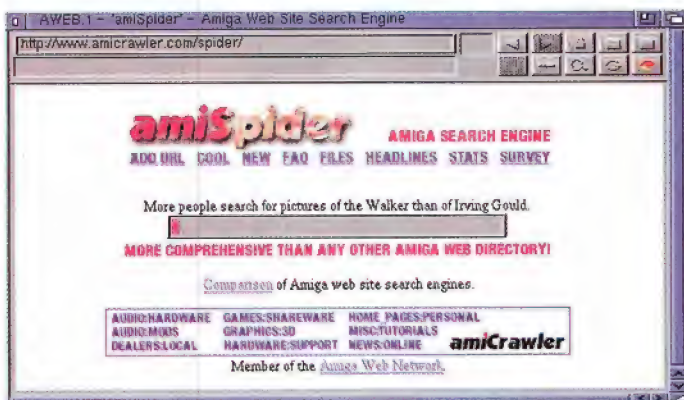 AWEB.1 - 'amiSpider' - Amiga Web Site Search Engine
http://www.amicrawler.com/spider/
amiSpider
AMIGA SEARCH ENGINE
ADD URL COOL NEW FAQ FILES HEADLINES STATS SURVEY
More people search for pictures of the Walker than of Irving Gould.
MORE COMPREHENSIVE THAN ANY OTHER AMIGA WEB DIRECTORY!
Comparison of Amiga web site search engines.
AUDIO:HARDWARE GAMES:SHAREWARE HOME_PAGES:PERSONAL
AUDIO:MODS GRAPHICS:3D MISC:TUTORIALS
DEALERS:LOCAL HARDWARE:SUPPORT NEWS:ONLINE
amiCrawler
Member of the Amiga Web Network.